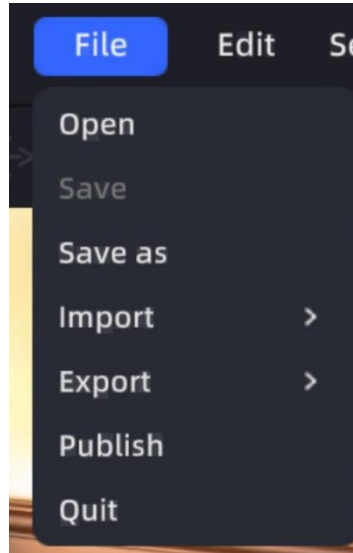 File Edit
Open
Save
Save as
Import >
Export >
Publish
Quit